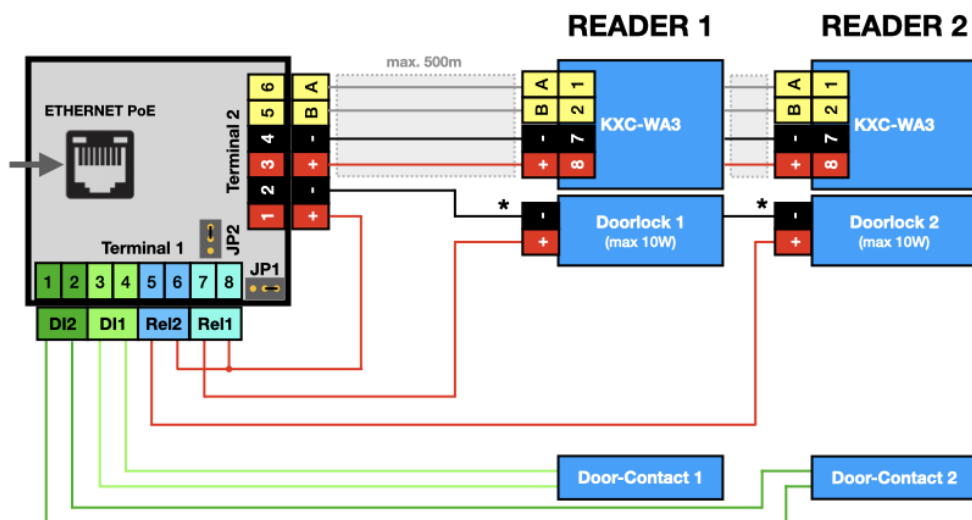 READER 1
READER 2
max. 500m
ETHERNET PoE
Terminal 2
6 A
5 B
4 -
3 +
2 -
1 +
A 1
B 2
- 7
+ 8
KXC-WA3
A 1
B 2
- 7
+ 8
KXC-WA3
* -
+
Doorlock 1
(max 10W)
* -
+
Doorlock 2
(max 10W)
Terminal 1
JP2
JP1
1 2 3 4 5 6 7 8
DI2 DI1 Rel2 Rel1
Door-Contact 1
Door-Contact 2